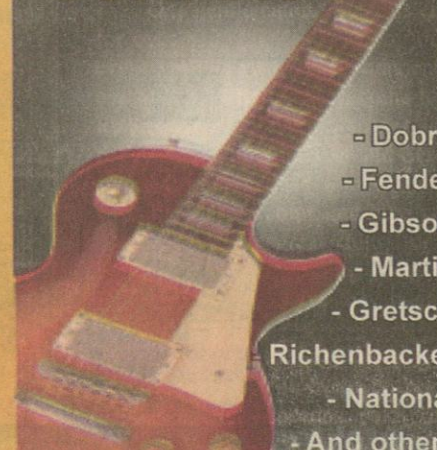 - Dobr
- Fende
- Gibso
- Marti
- Gretsc
Richenbacke
- Nationa
- And other